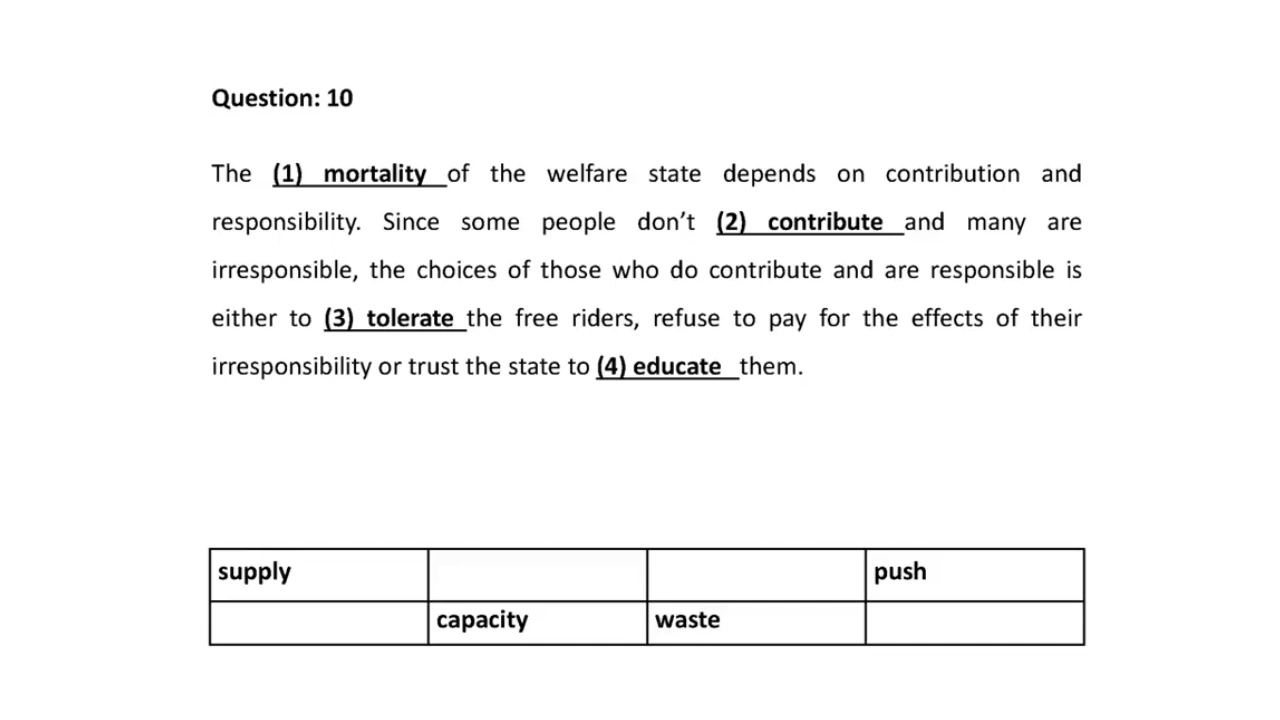 Question: 10
The (1) mortality of the welfare state depends on contribution and
responsibility. Since some people don’t (2) contribute and many are
irresponsible, the choices of those who do contribute and are responsible is
either to (3) tolerate the free riders, refuse to pay for the effects of their
irresponsibility or trust the state to (4) educate them.
supply push
capacity waste